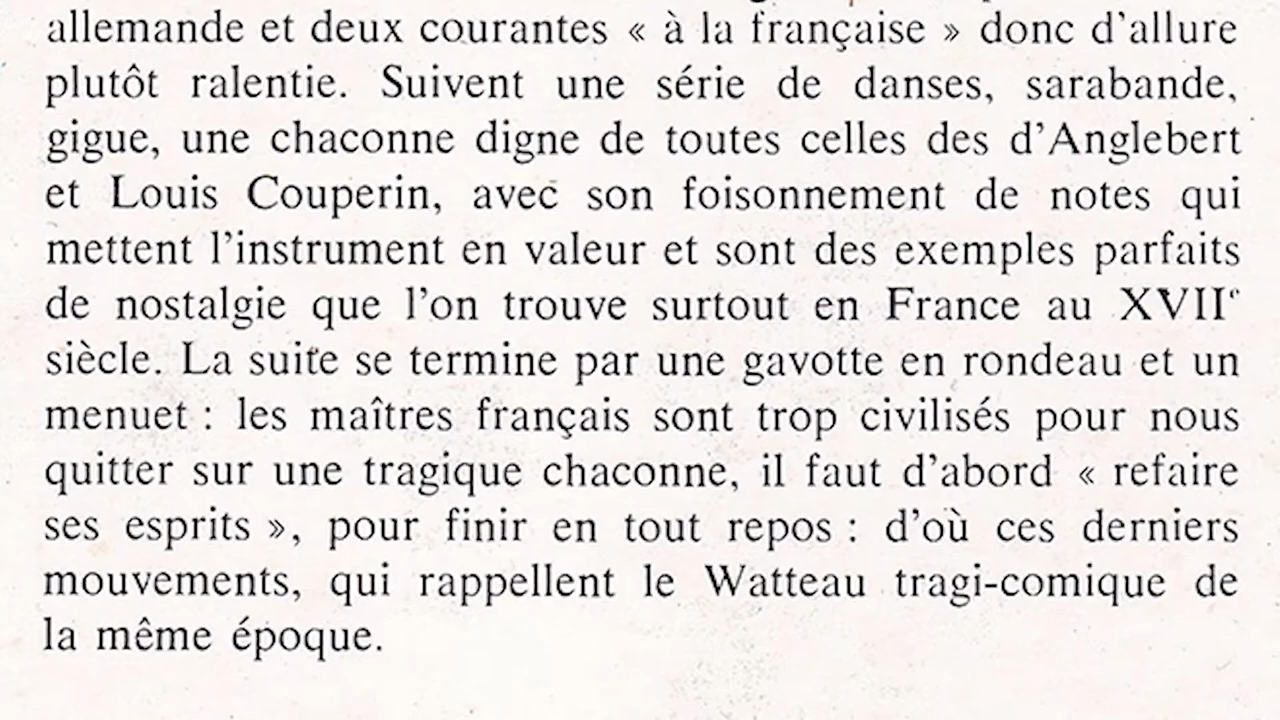 allemande et deux courantes « à la française » donc d’allure
plutôt ralentie. Suivent une série de danses, sarabande,
gigue, une chaconne digne de toutes celles des d’Anglebert
et Louis Couperin, avec son foisonnement de notes qui
mettent l’instrument en valeur et sont des exemples parfaits
de nostalgie que l’on trouve surtout en France au XVIIᵉ
siècle. La suite se termine par une gavotte en rondeau et un
menuet : les maîtres français sont trop civilisés pour nous
quitter sur une tragique chaconne, il faut d’abord « refaire
ses esprits », pour finir en tout repos : d’où ces derniers
mouvements, qui rappellent le Watteau tragi-comique de
la même époque.